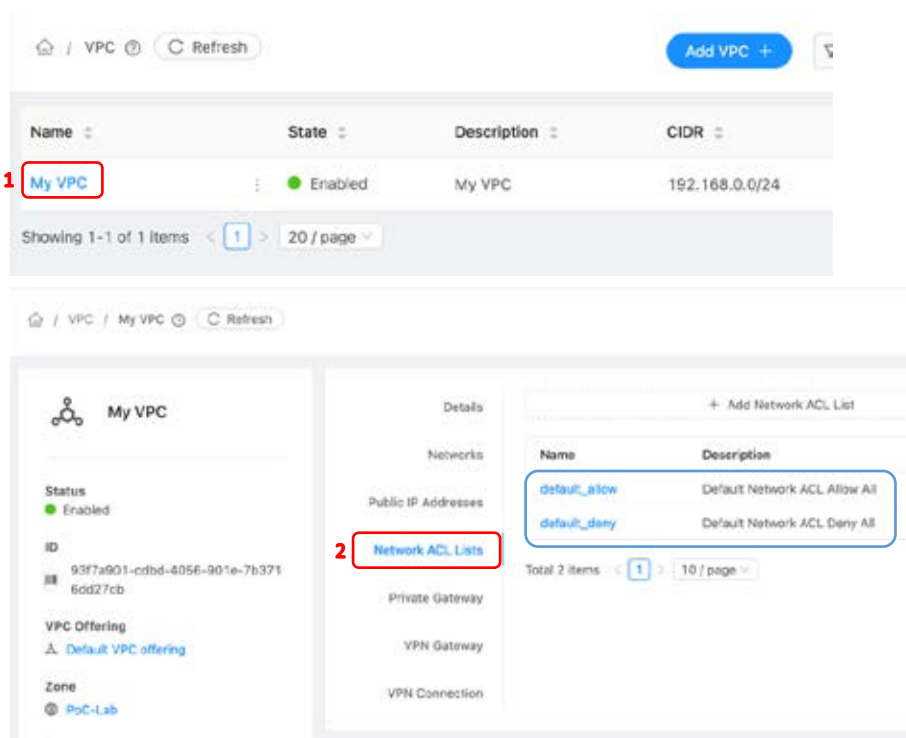 / VPC Refresh Add VPC +
Name State Description CIDR
1 My VPC Enabled My VPC 192.168.0.0/24
Showing 1-1 of 1 items < 1 > 20 / page
/ VPC / My VPC Refresh
My VPC
Status
Enabled
ID
93f7a901-cdbd-4056-901e-7b371
6dd27cb
VPC Offering
Default VPC offering
Zone
PoC-Lab
Details
Networks
Public IP Addresses
2 Network ACL Lists
Private Gateway
VPN Gateway
VPN Connection
+ Add Network ACL List
Name Description
default_allow Default Network ACL Allow All
default_deny Default Network ACL Deny All
Total 2 items < 1 > 10 / page